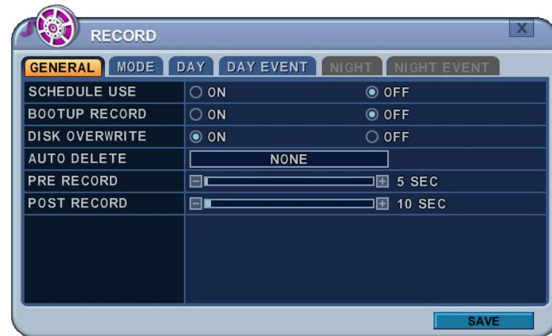 RECORD X
GENERAL MODE DAY DAY EVENT NIGHT NIGHT EVENT
SCHEDULE USE ON OFF
BOOTUP RECORD ON OFF
DISK OVERWRITE ON OFF
AUTO DELETE NONE
PRE RECORD 5 SEC
POST RECORD 10 SEC
SAVE